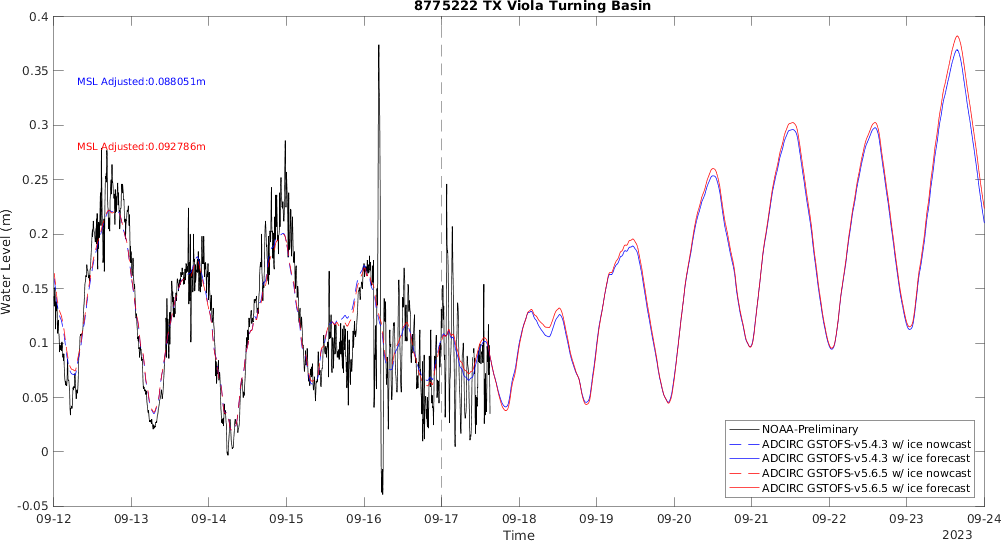 8775222 TX Viola Turning Basin
0.4
0.35
0.3
0.25
0.2
0.15
0.1
0.05
0
-0.05
Water Level (m)
MSL Adjusted:0.088051m
MSL Adjusted:0.092786m
NOAA-Preliminary
ADCIRC GSTOFS-v5.4.3 w/ ice nowcast
ADCIRC GSTOFS-v5.4.3 w/ ice forecast
ADCIRC GSTOFS-v5.6.5 w/ ice nowcast
ADCIRC GSTOFS-v5.6.5 w/ ice forecast
09-12 09-13 09-14 09-15 09-16 09-17 09-18 09-19 09-20 09-21 09-22 09-23 09-24
Time
2023